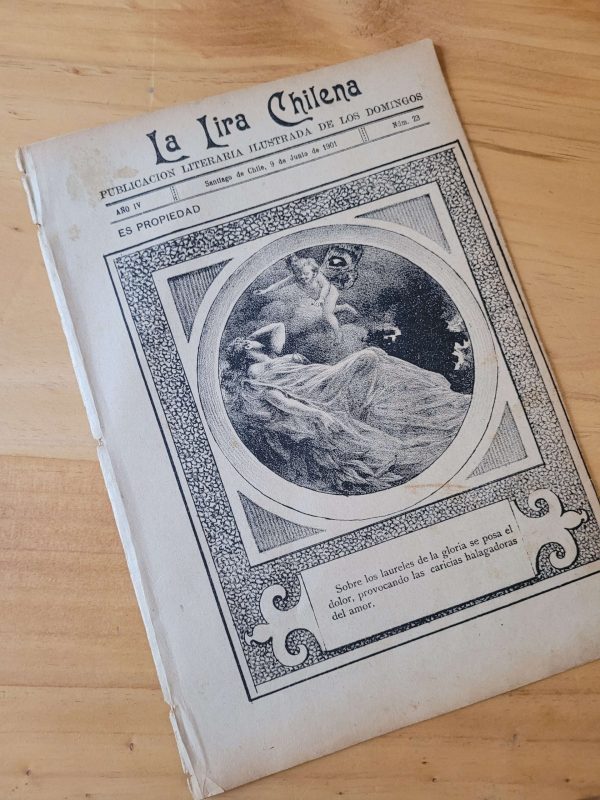 La Lira Chilena
PUBLICACION LITERARIA ILUSTRADA DE LOS DOMINGOS
AÑO IV Santiago de Chile, 9 de Junio de 1901 Núm. 23
ES PROPIEDAD
Sobre los laureles de la gloria se posa el
dolor, provocando las caricias halagadoras
del amor.